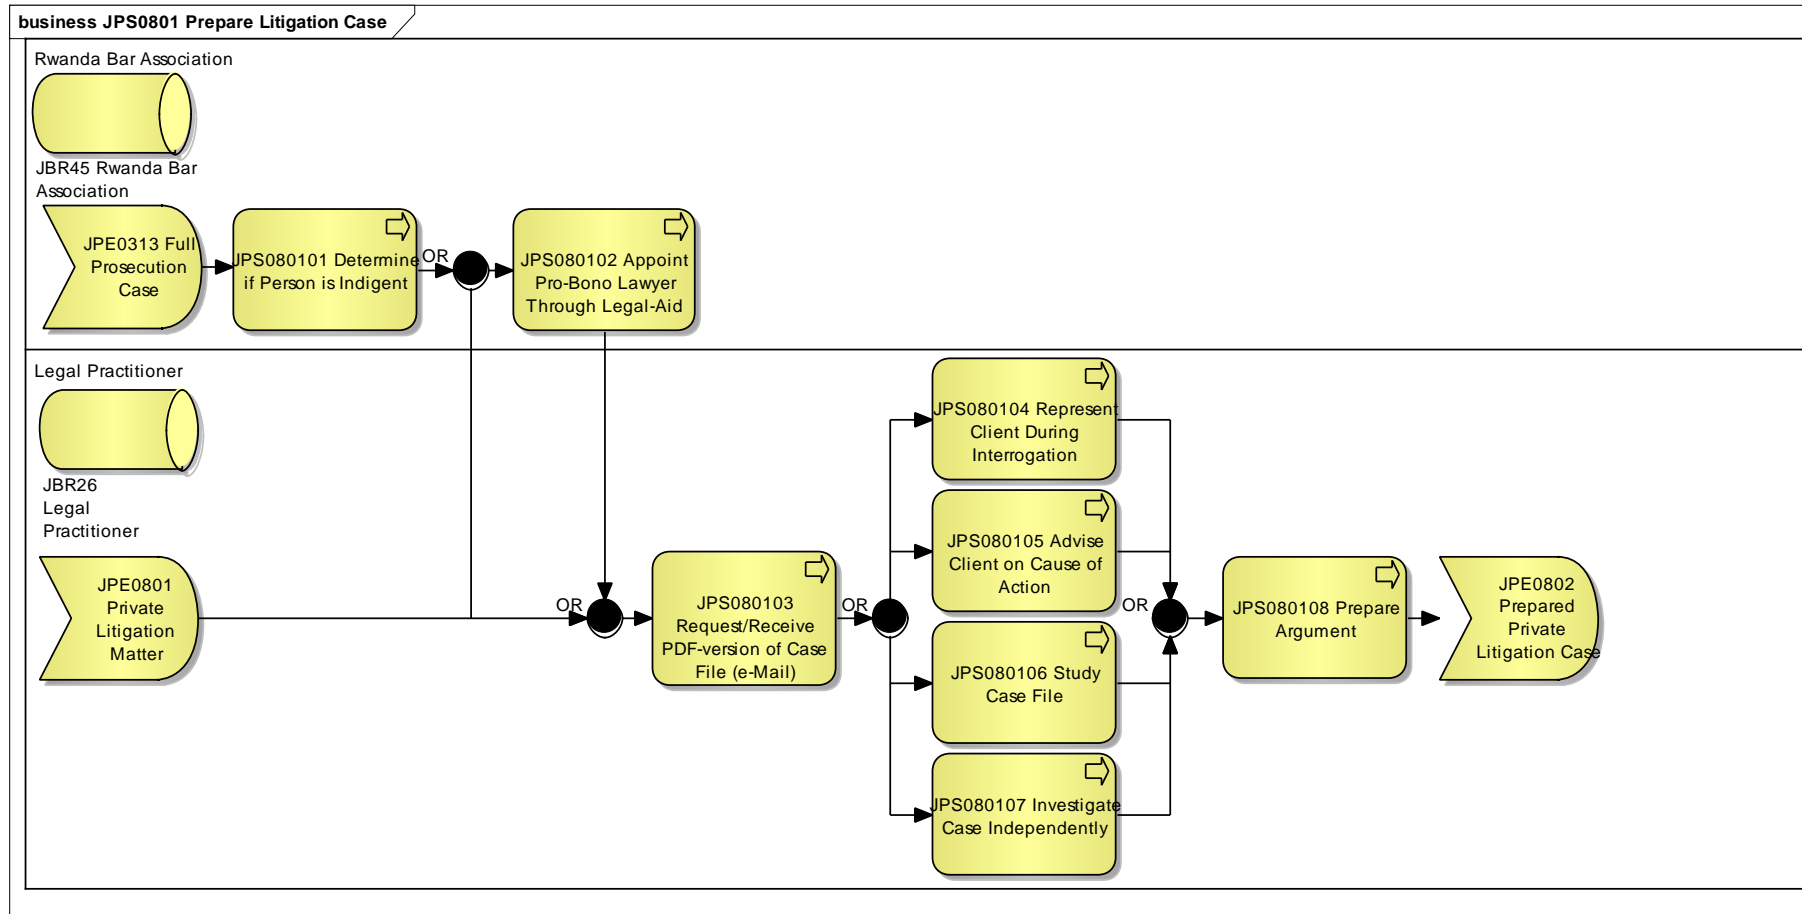 business JPS0801 Prepare Litigation Case
Rwanda Bar Association
JBR45 Rwanda Bar
Association
JPE0313 Full
Prosecution
Case
JPS080101 Determine
if Person is Indigent
OR
JPS080102 Appoint
Pro-Bono Lawyer
Through Legal-Aid
Legal Practitioner
JBR26
Legal
Practitioner
JPE0801
Private
Litigation
Matter
OR
JPS080103
Request/Receive
PDF-version of Case
File (e-Mail)
OR
JPS080104 Represent
Client During
Interrogation
JPS080105 Advise
Client on Cause of
Action
JPS080106 Study
Case File
JPS080107 Investigate
Case Independently
OR
JPS080108 Prepare
Argument
JPE0802
Prepared
Private
Litigation Case